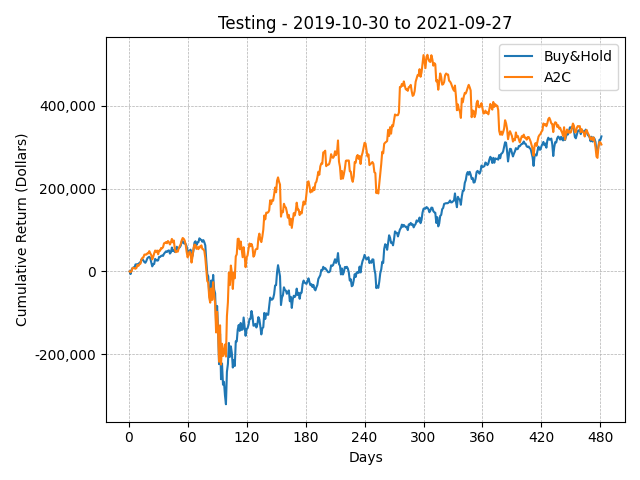 Testing - 2019-10-30 to 2021-09-27
Buy&Hold
A2C
Cumulative Return (Dollars)
400,000
200,000
0
-200,000
0 60 120 180 240 300 360 420 480
Days